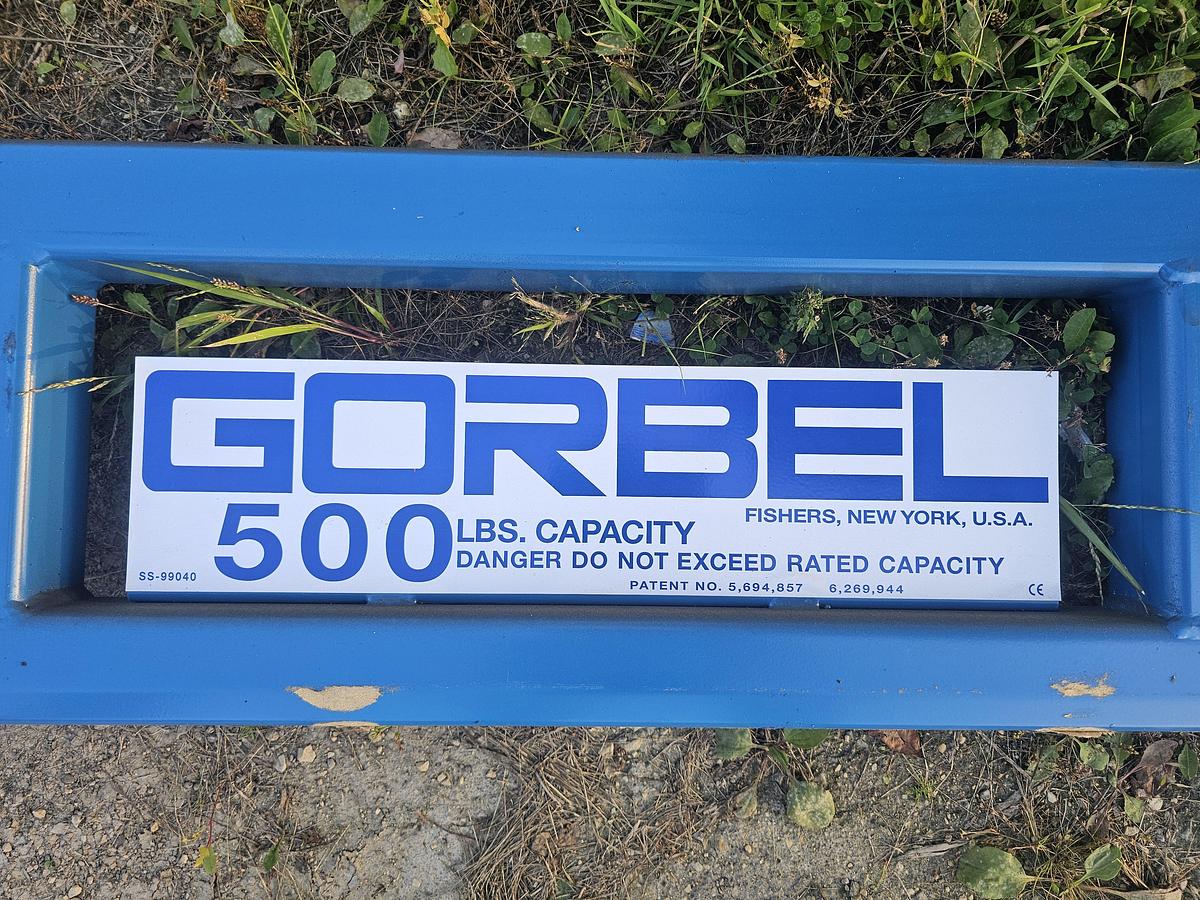 GORBEL
FISHERS, NEW YORK, U.S.A.
500 LBS. CAPACITY
DANGER DO NOT EXCEED RATED CAPACITY
SS-99040
PATENT NO. 5,694,857 6,269,944
CE